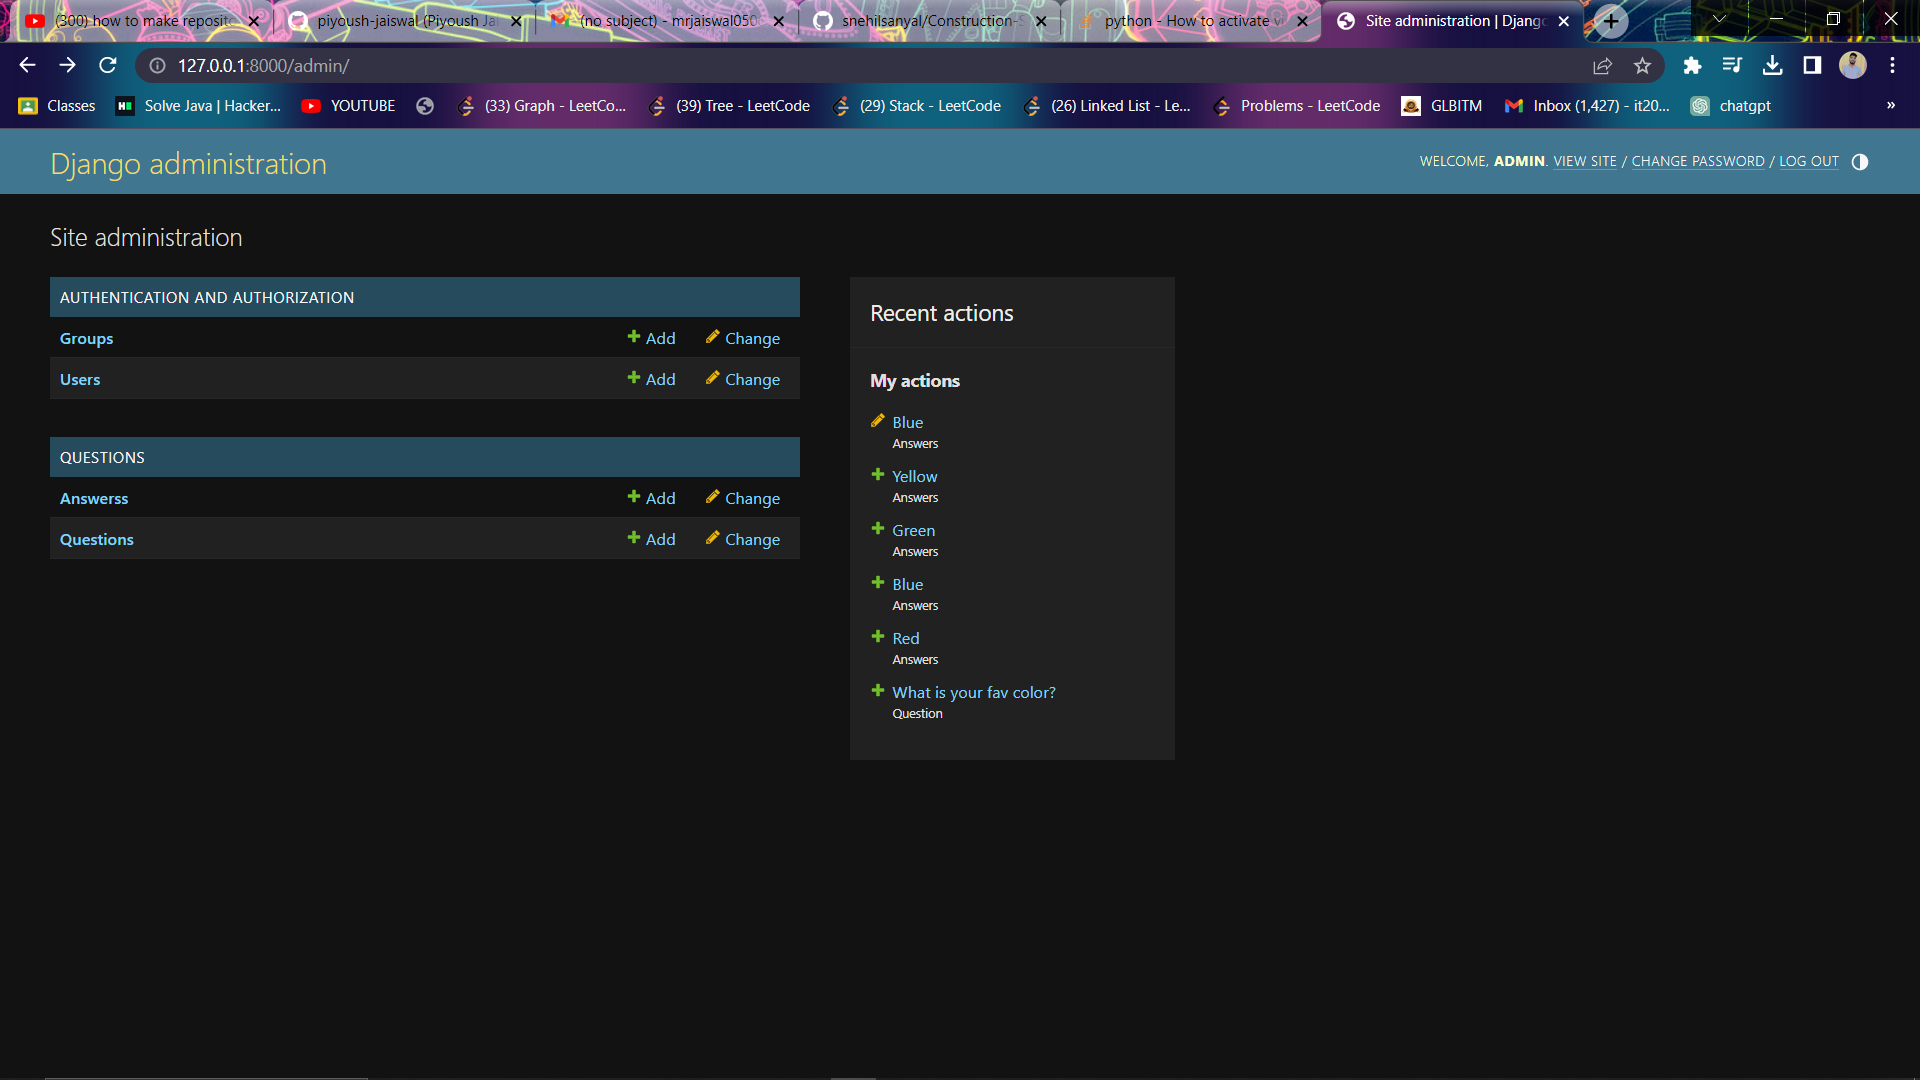 (300) how to make reposito
piyoush-jaiswal (Piyoush Jai
(no subject) - mrjaiswal050
snehilsanyal/Construction-S
python - How to activate vi
Site administration | Django
127.0.0.1:8000/admin/
Classes
Solve Java | Hacker...
YOUTUBE
(33) Graph - LeetCo...
(39) Tree - LeetCode
(29) Stack - LeetCode
(26) Linked List - Le...
Problems - LeetCode
GLBITM
Inbox (1,427) - it20...
chatgpt
»
Django administration
WELCOME, ADMIN. VIEW SITE / CHANGE PASSWORD / LOG OUT
Site administration
AUTHENTICATION AND AUTHORIZATION
Groups Add Change
Users Add Change
QUESTIONS
Answerss Add Change
Questions Add Change
Recent actions
My actions
Blue
Answers
Yellow
Answers
Green
Answers
Blue
Answers
Red
Answers
What is your fav color?
Question